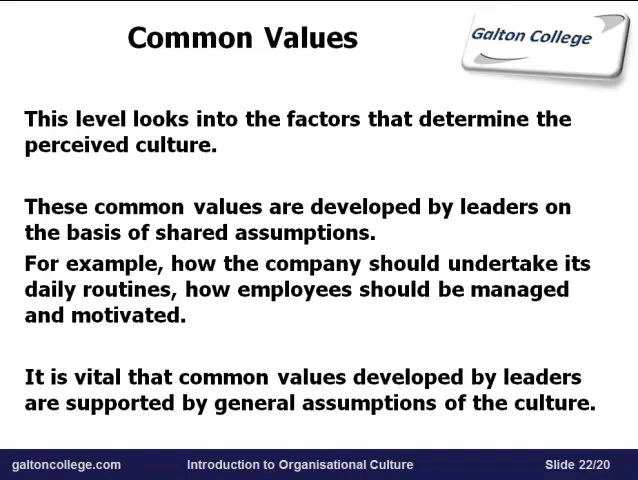 Common Values
Galton College
This level looks into the factors that determine the
perceived culture.
These common values are developed by leaders on
the basis of shared assumptions.
For example, how the company should undertake its
daily routines, how employees should be managed
and motivated.
It is vital that common values developed by leaders
are supported by general assumptions of the culture.
galtoncollege.com Introduction to Organisational Culture Slide 22/20